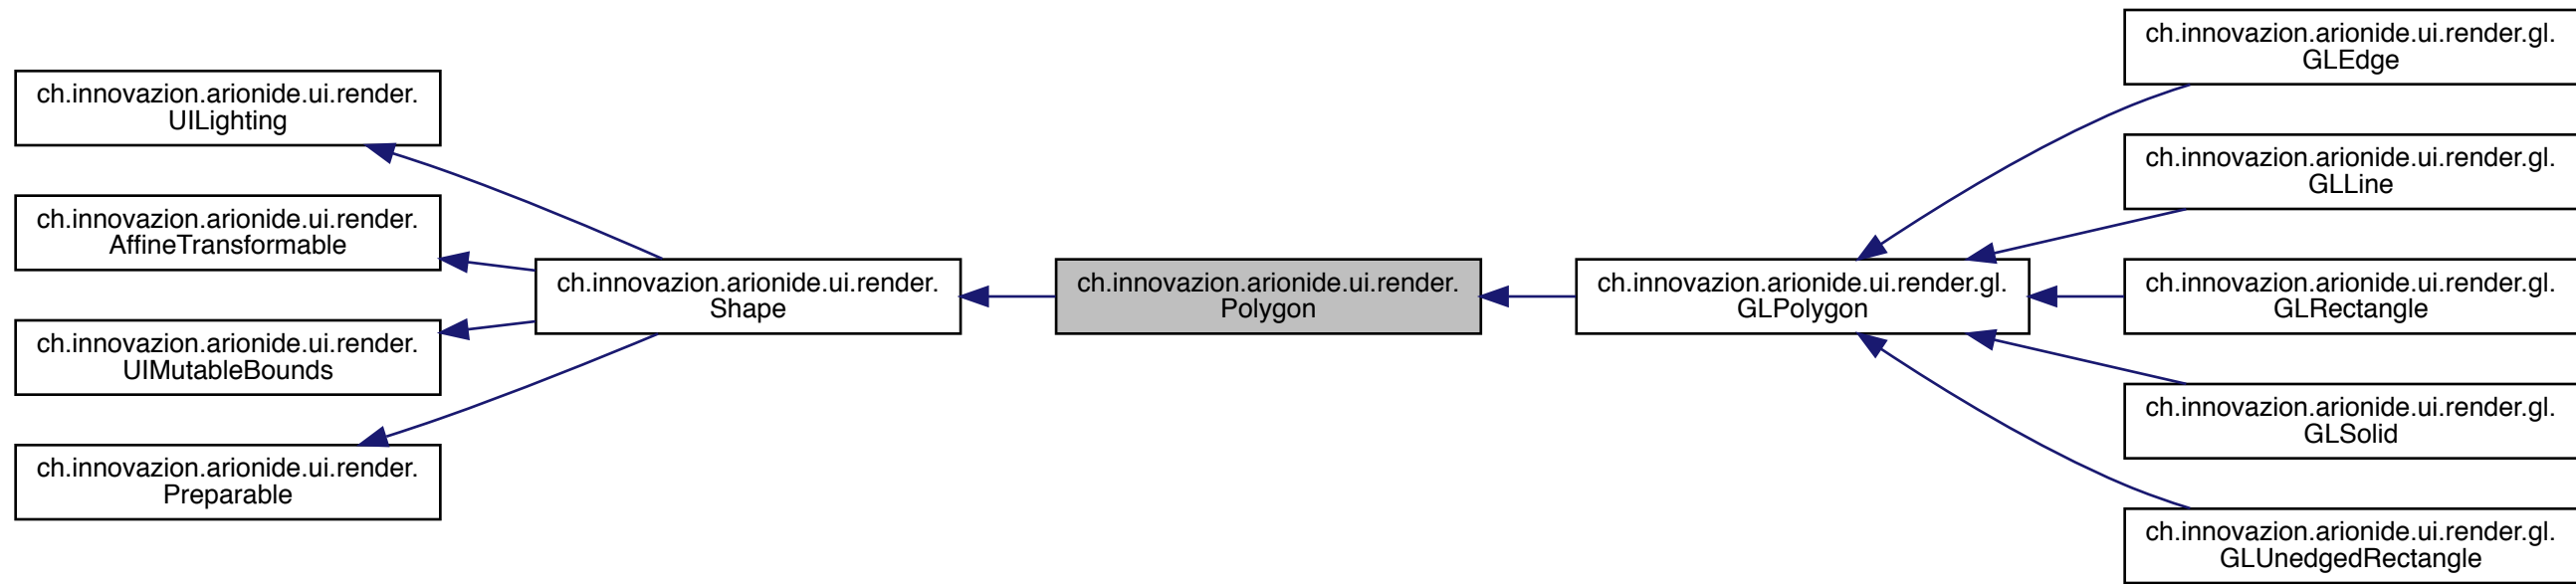 ch.innovazion.arionide.ui.render.
UILighting
ch.innovazion.arionide.ui.render.
AffineTransformable
ch.innovazion.arionide.ui.render.
UIMutableBounds
ch.innovazion.arionide.ui.render.
Preparable
ch.innovazion.arionide.ui.render.
Shape
ch.innovazion.arionide.ui.render.
Polygon
ch.innovazion.arionide.ui.render.gl.
GLPolygon
ch.innovazion.arionide.ui.render.gl.
GLEdge
ch.innovazion.arionide.ui.render.gl.
GLLine
ch.innovazion.arionide.ui.render.gl.
GLRectangle
ch.innovazion.arionide.ui.render.gl.
GLSolid
ch.innovazion.arionide.ui.render.gl.
GLUnedgedRectangle